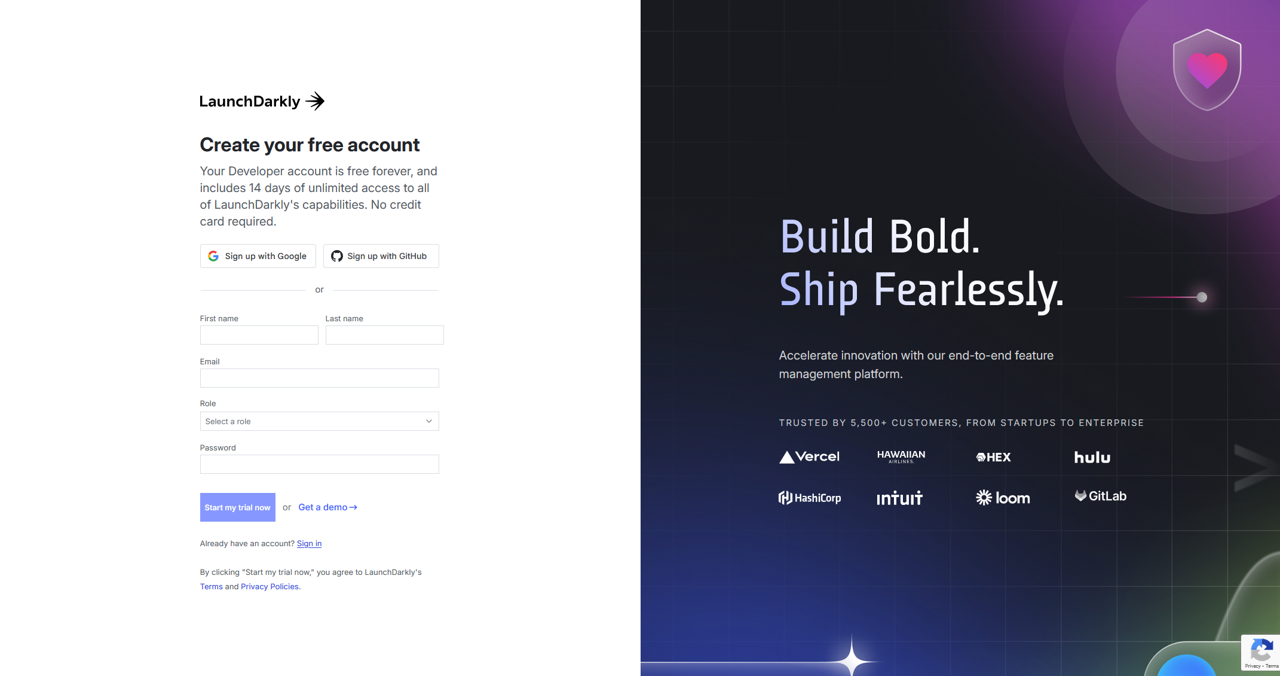 LaunchDarkly
Create your free account
Your Developer account is free forever, and
includes 14 days of unlimited access to all
of LaunchDarkly's capabilities. No credit
card required.
Sign up with Google
Sign up with GitHub
or
First name
Last name
Email
Role
Select a role
Password
Start my trial now
or
Get a demo
Already have an account? Sign in
By clicking "Start my trial now," you agree to LaunchDarkly's
Terms and Privacy Policies.
Build Bold.
Ship Fearlessly.
Accelerate innovation with our end-to-end feature
management platform.
TRUSTED BY 5,500+ CUSTOMERS, FROM STARTUPS TO ENTERPRISE
Vercel
HAWAIIAN
AIRLINES.
HEX
hulu
HashiCorp
INTUIT
loom
GitLab
Privacy - Terms